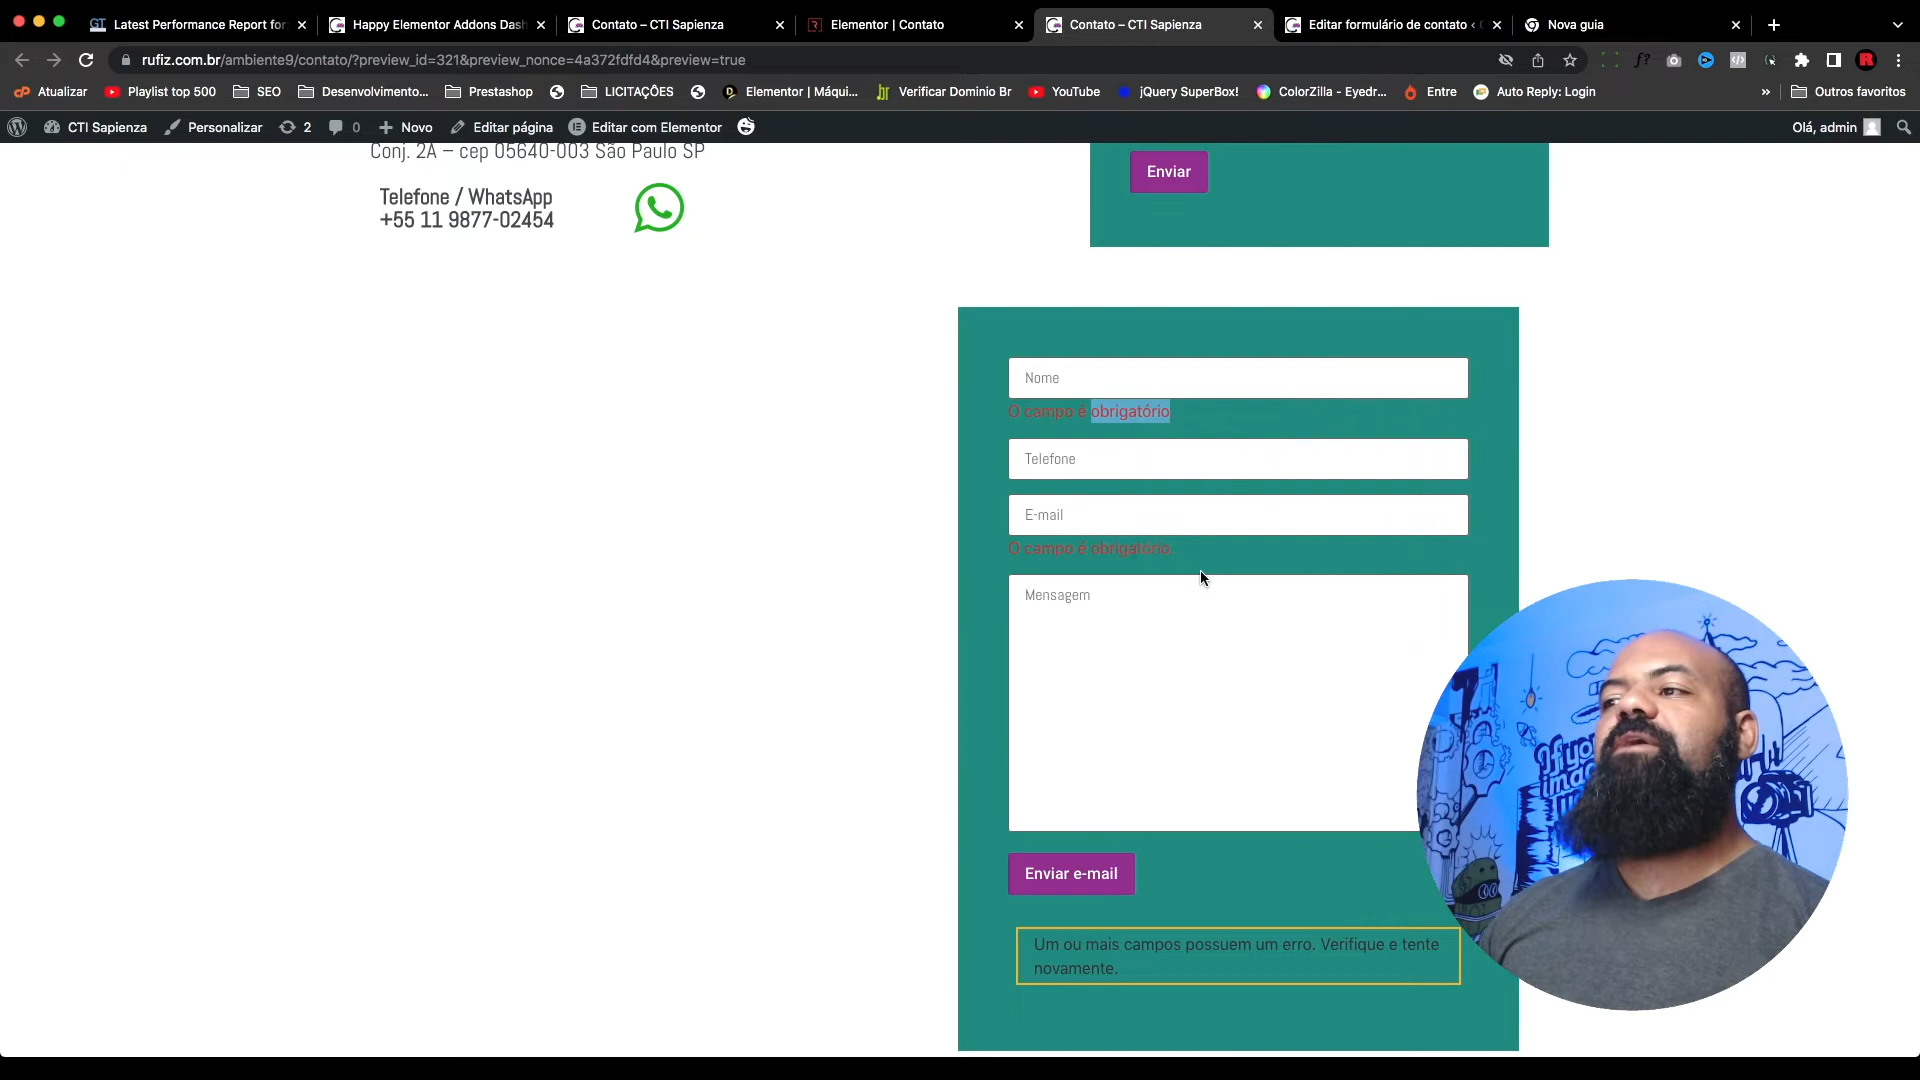 Latest Performance Report for
Happy Elementor Addons Dash
Contato – CTI Sapienza
Elementor | Contato
Contato – CTI Sapienza
Editar formulário de contato ‹
Nova guia
rufiz.com.br/ambiente9/contato/?preview_id=321&preview_nonce=4a372fdfd4&preview=true
Atualizar
Playlist top 500
SEO
Desenvolvimento...
Prestashop
LICITAÇÕES
Elementor | Máqui...
Verificar Dominio Br
YouTube
jQuery SuperBox!
ColorZilla - Eyedr...
Entre
Auto Reply: Login
»
Outros favoritos
CTI Sapienza
Personalizar
2
0
Novo
Editar página
Editar com Elementor
Olá, admin
Conj. 2A – cep 05640-003 São Paulo SP
Telefone / WhatsApp
+55 11 9877-02454
Enviar
Nome
O campo é obrigatório.
Telefone
E-mail
O campo é obrigatório.
Mensagem
Enviar e-mail
Um ou mais campos possuem um erro. Verifique e tente
novamente.
If you